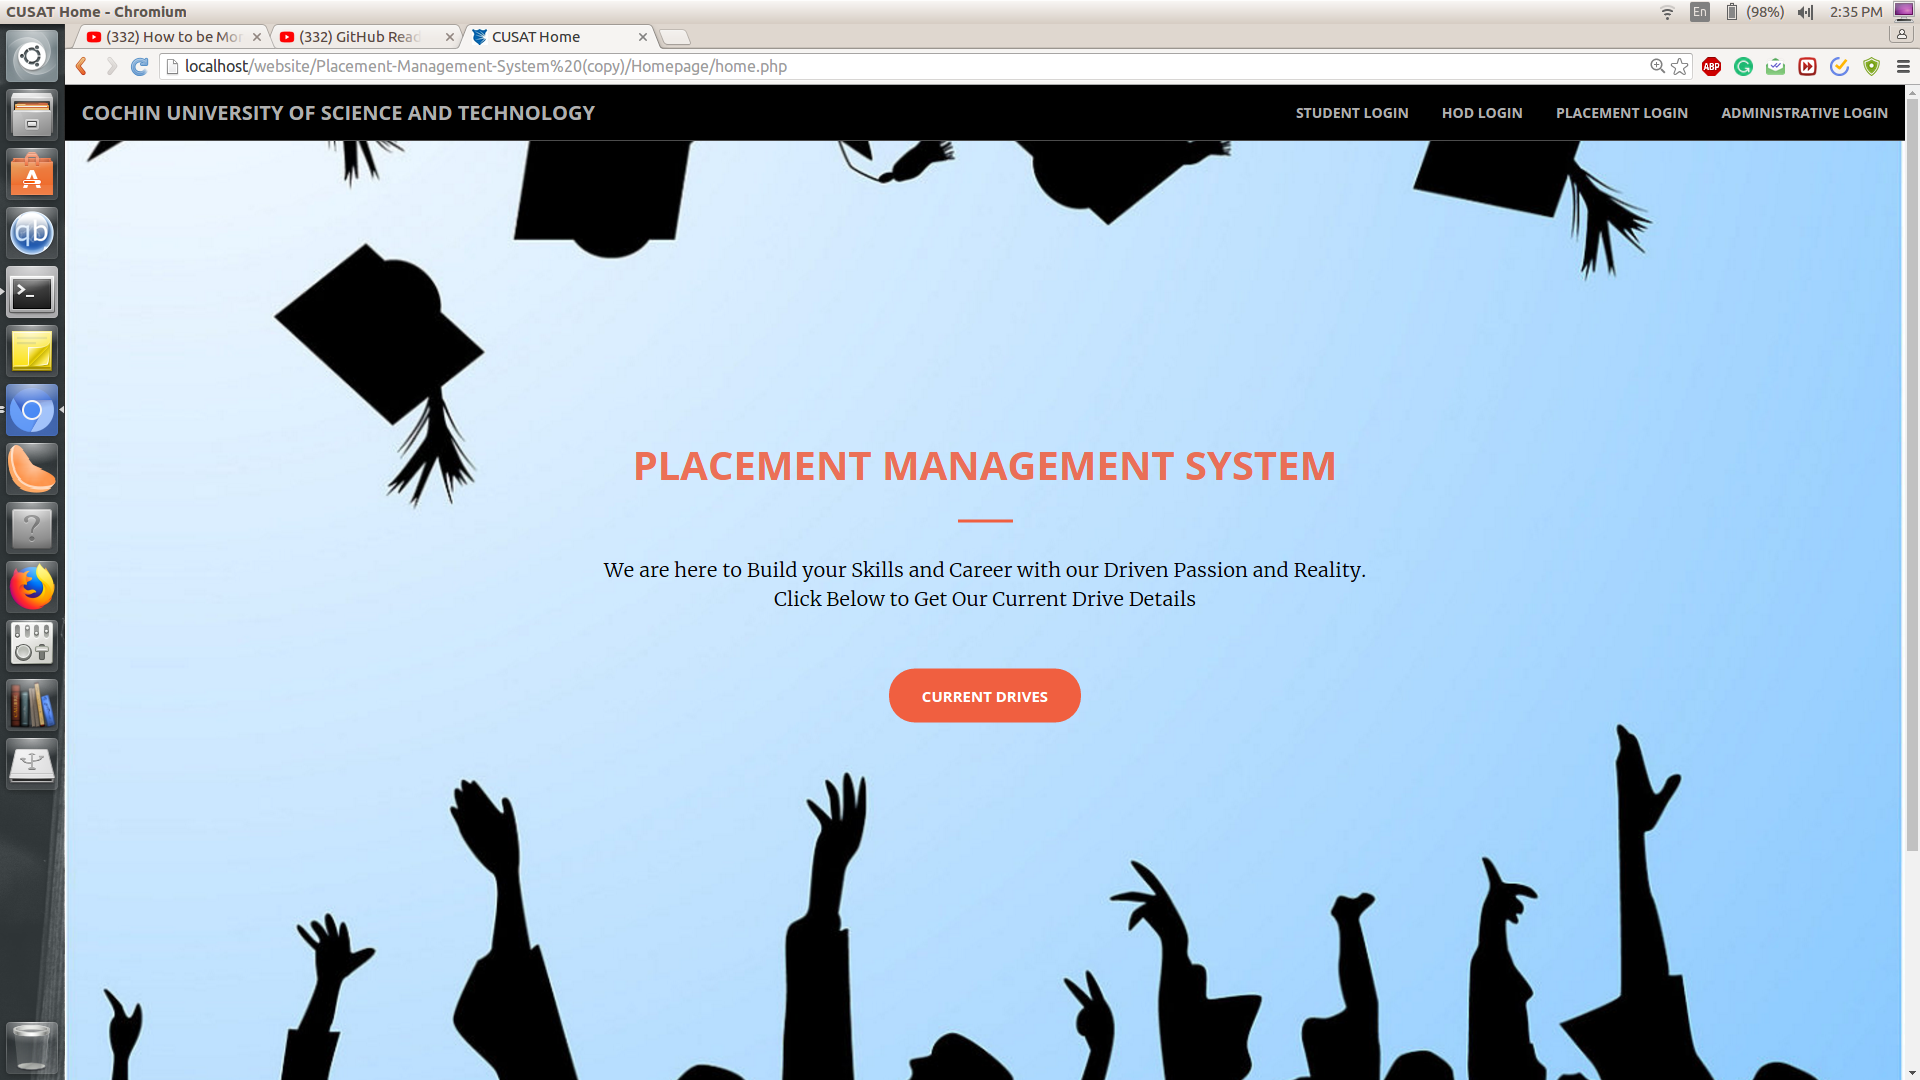 CUSAT Home - Chromium
En
(98%)
2:35 PM
(332) How to be Mor
(332) GitHub Read
CUSAT Home
localhost/website/Placement-Management-System%20(copy)/Homepage/home.php
ABP
COCHIN UNIVERSITY OF SCIENCE AND TECHNOLOGY
STUDENT LOGIN
HOD LOGIN
PLACEMENT LOGIN
ADMINISTRATIVE LOGIN
qb
PLACEMENT MANAGEMENT SYSTEM
We are here to Build your Skills and Career with our Driven Passion and Reality.
Click Below to Get Our Current Drive Details
CURRENT DRIVES